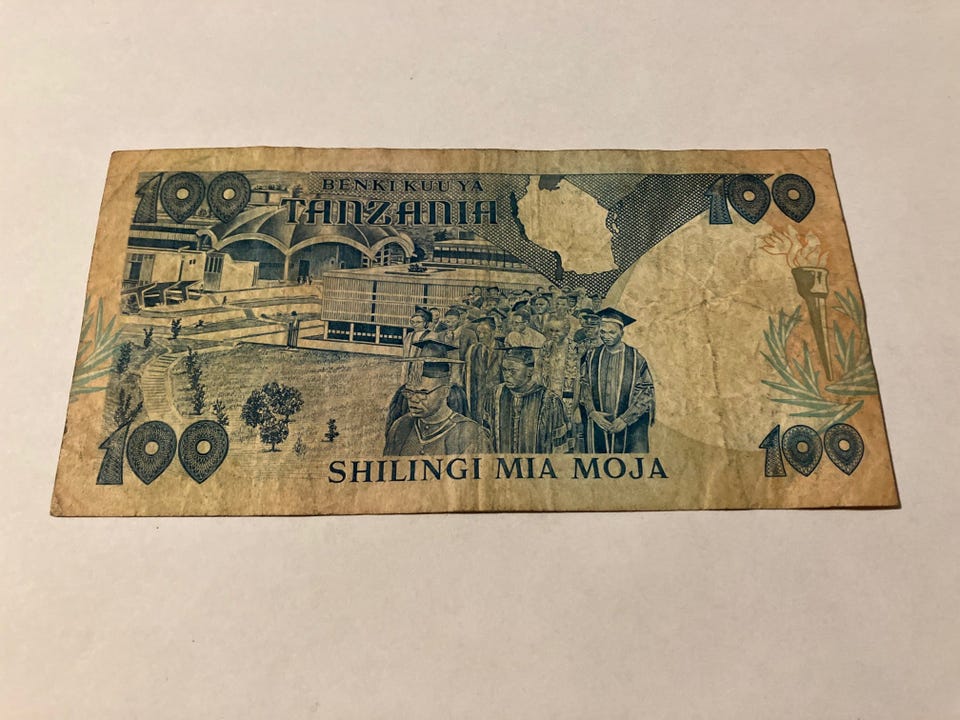 100 BENKI KUU YA 100
TANZANIA
100 SHILINGI MIA MOJA 100